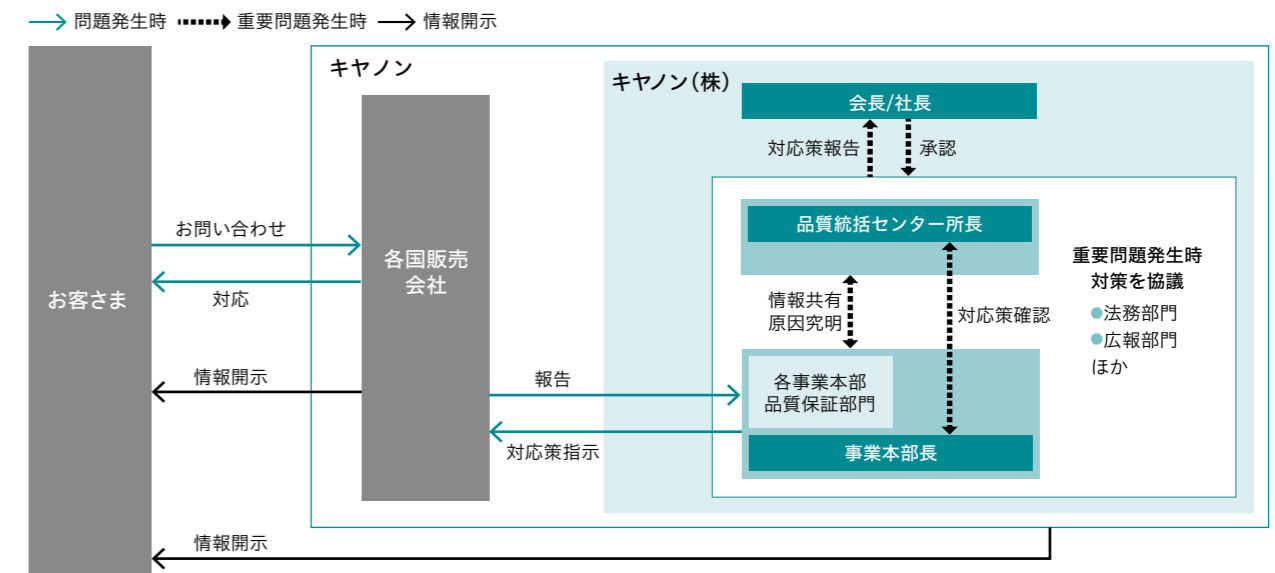 問題発生時 重要問題発生時 情報開示
キヤノン
キヤノン(株)
会長/社長
対応策報告
承認
品質統括センター所長
お問い合わせ
各国販売
会社
お客さま
対応
情報共有
原因究明
対応策確認
重要問題発生時
対策を協議
●法務部門
●広報部門
ほか
情報開示
報告
各事業本部
品質保証部門
対応策指示
事業本部長
情報開示